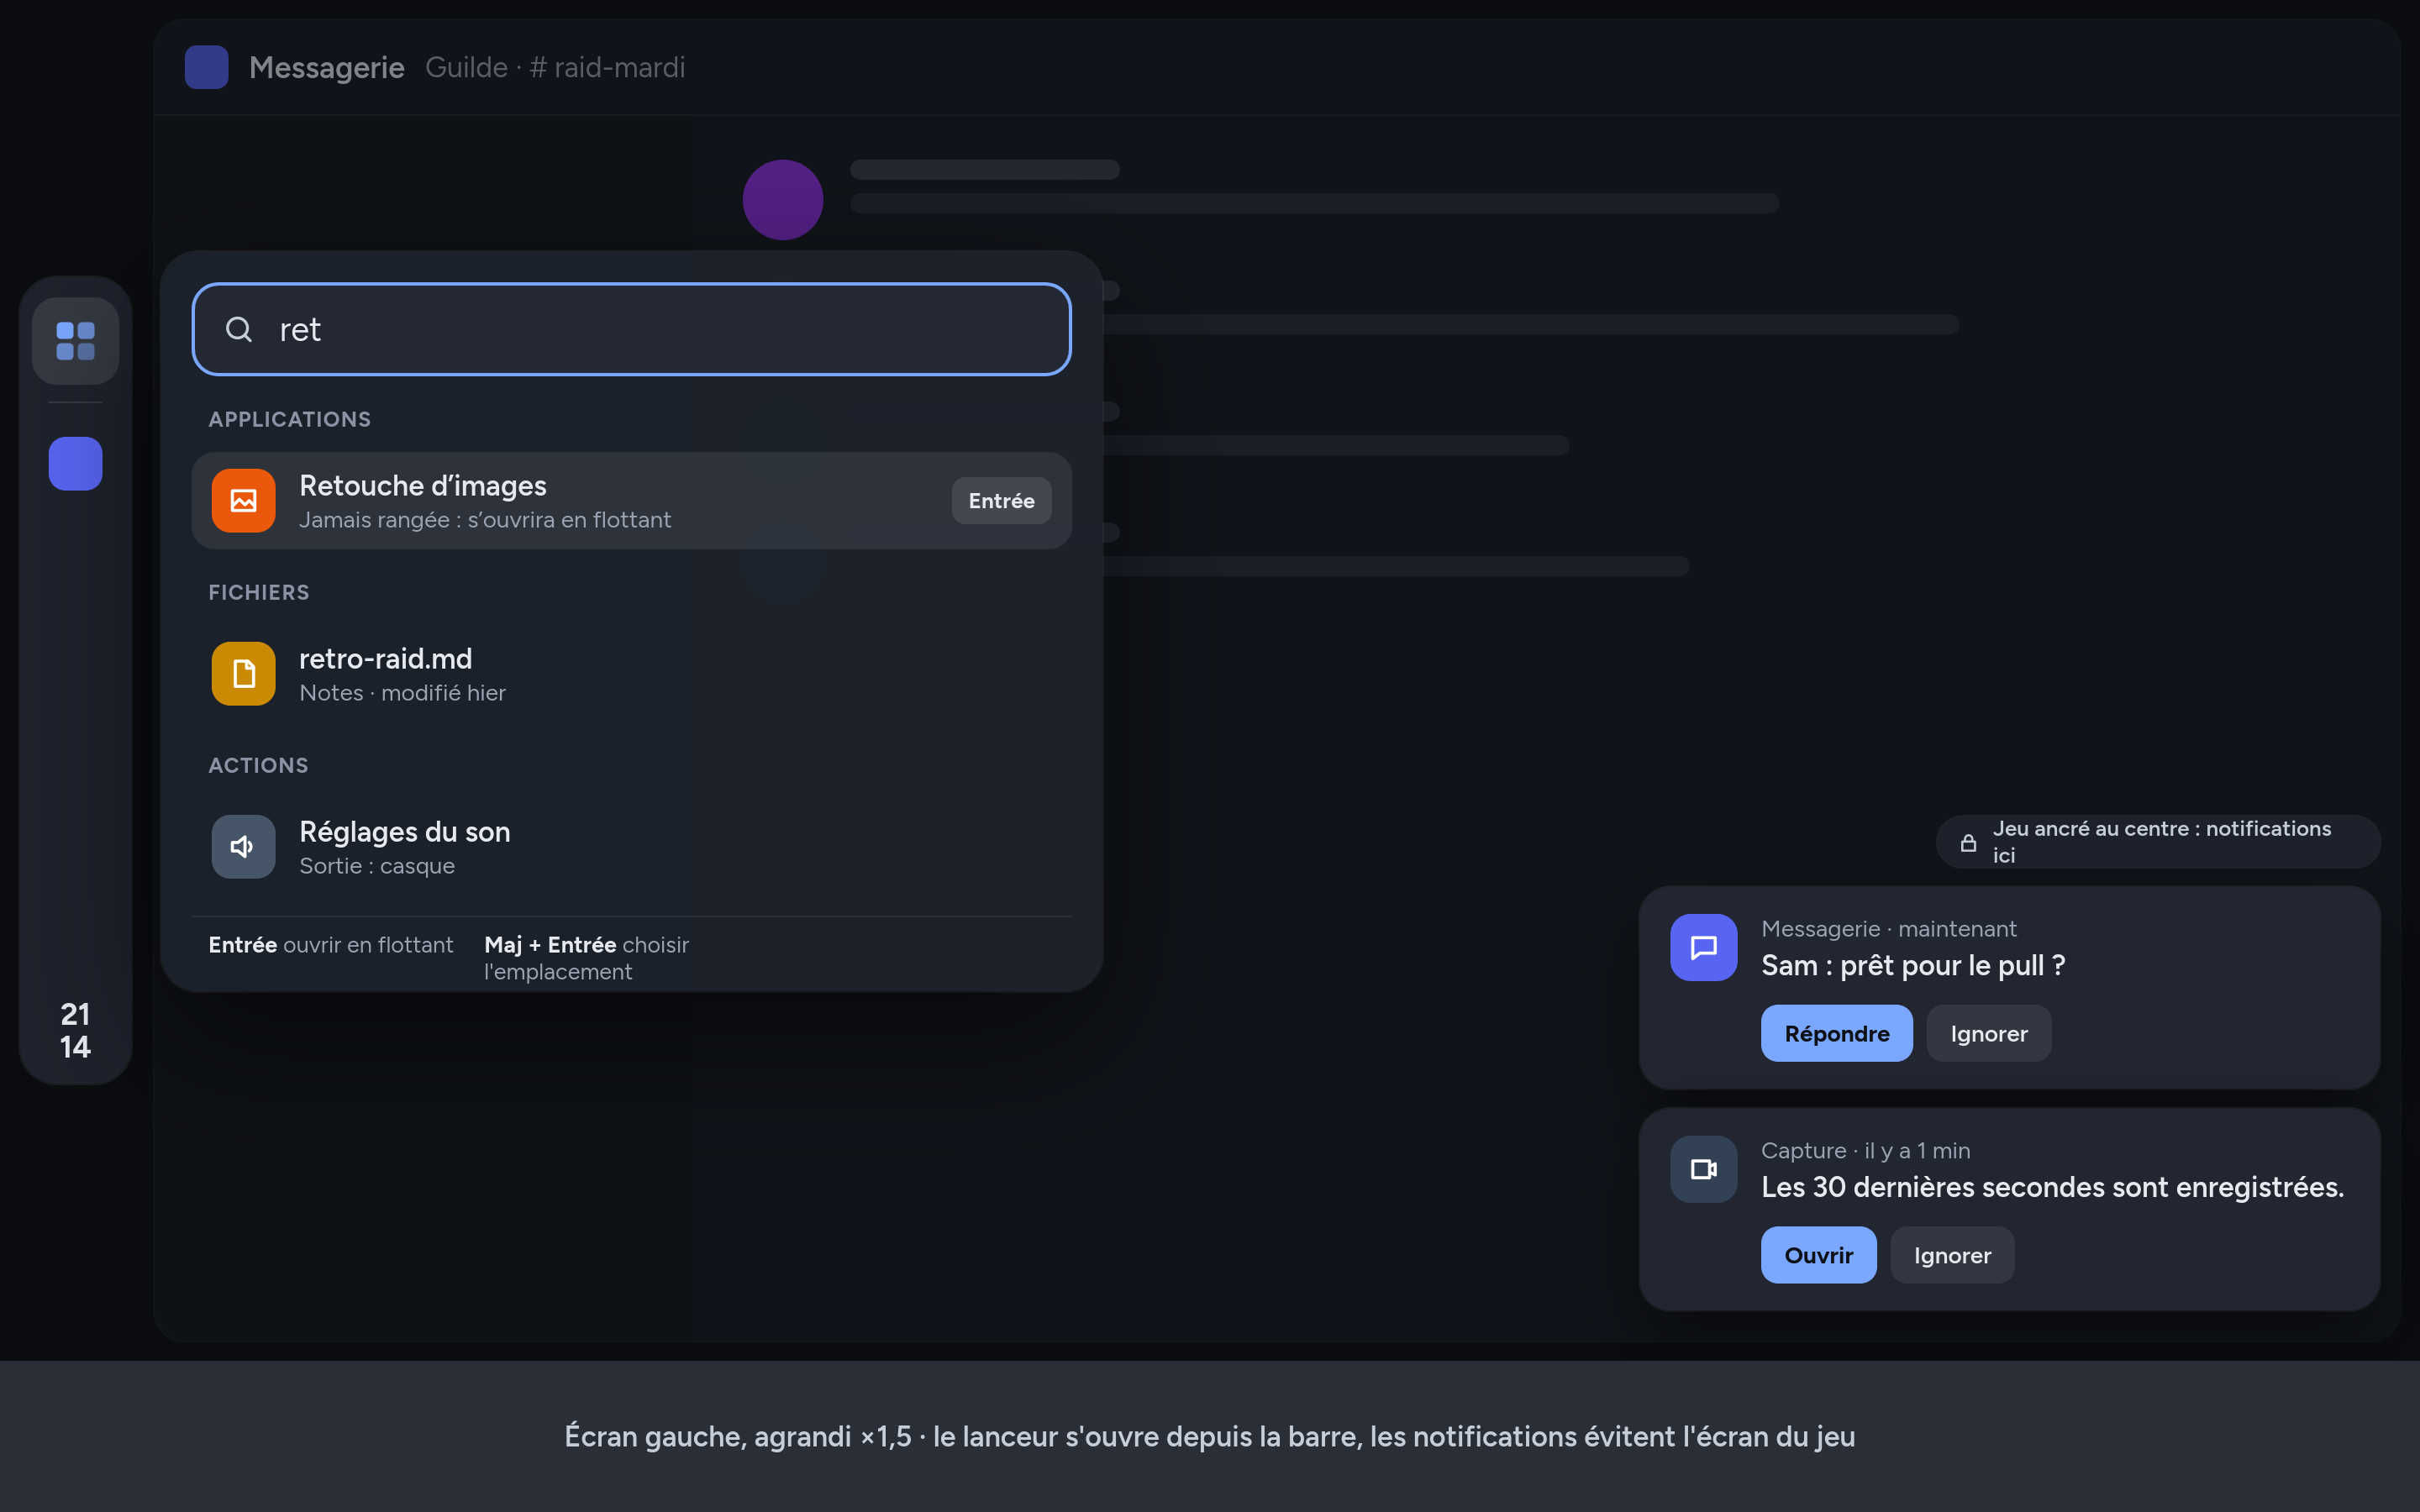 Messagerie Guilde · # raid-mardi
ret
APPLICATIONS
Retouche d’images
Jamais rangée : s’ouvrira en flottant
Entrée
FICHIERS
retro-raid.md
Notes · modifié hier
ACTIONS
Réglages du son
Sortie : casque
Entrée ouvrir en flottant
Maj + Entrée choisir
l'emplacement
21
14
Jeu ancré au centre : notifications
ici
Messagerie · maintenant
Sam : prêt pour le pull ?
Répondre
Ignorer
Capture · il y a 1 min
Les 30 dernières secondes sont enregistrées.
Ouvrir
Ignorer
Écran gauche, agrandi ×1,5 · le lanceur s'ouvre depuis la barre, les notifications évitent l'écran du jeu